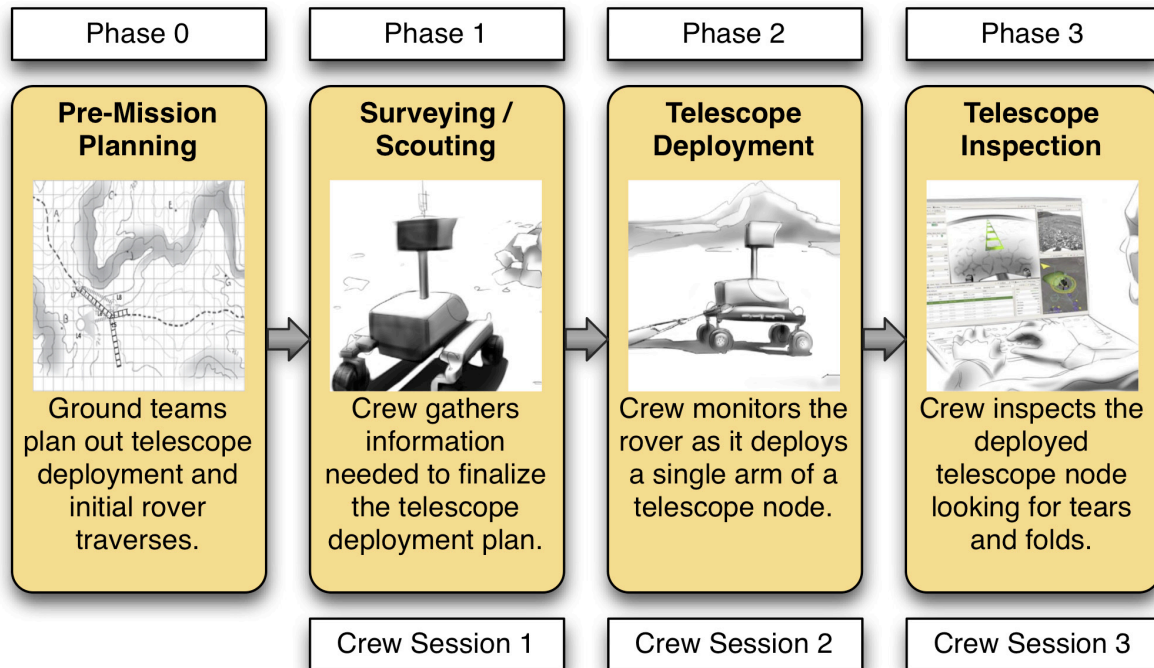 Phase 0
Phase 1
Phase 2
Phase 3
Pre-Mission
Planning
Ground teams
plan out telescope
deployment and
initial rover
traverses.
Surveying /
Scouting
Crew gathers
information
needed to finalize
the telescope
deployment plan.
Telescope
Deployment
Crew monitors the
rover as it deploys
a single arm of a
telescope node.
Telescope
Inspection
Crew inspects the
deployed
telescope node
looking for tears
and folds.
Crew Session 1
Crew Session 2
Crew Session 3